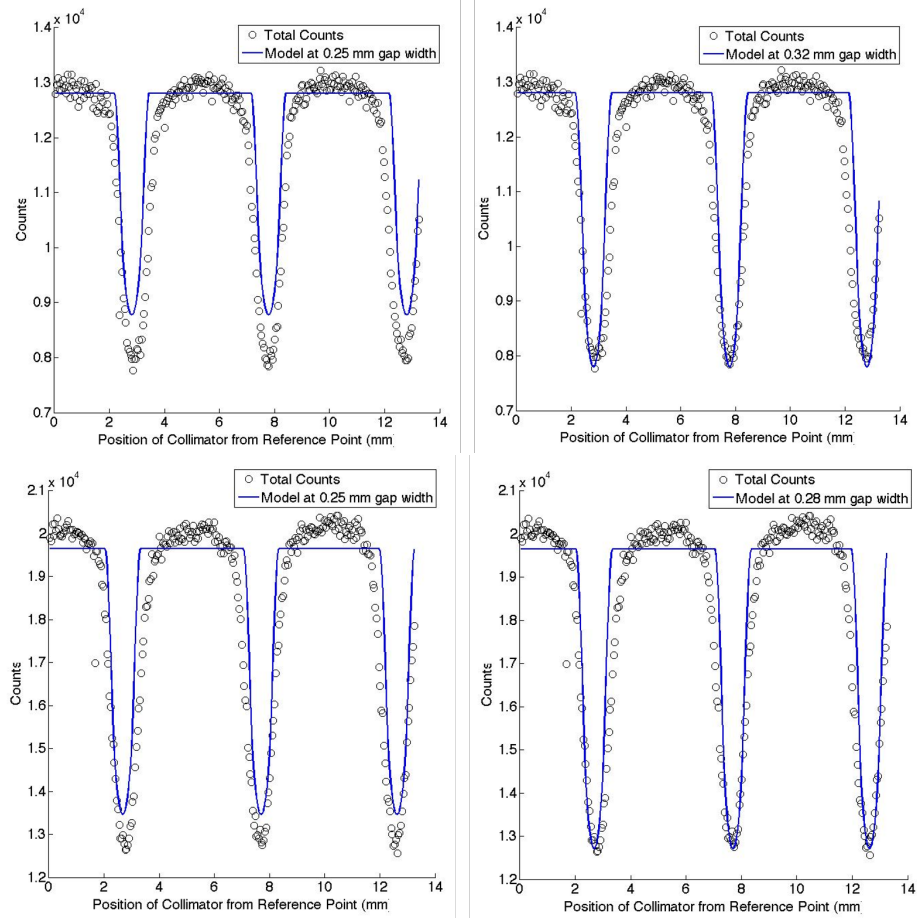 x 10⁴
1.4
1.3
1.2
1.1
1
0.9
0.8
0.7
Counts
0 2 4 6 8 10 12 14
Position of Collimator from Reference Point (mm)
Total Counts
Model at 0.25 mm gap width
x 10⁴
1.4
1.3
1.2
1.1
1
0.9
0.8
0.7
Counts
0 2 4 6 8 10 12 14
Position of Collimator from Reference Point (mm)
Total Counts
Model at 0.32 mm gap width
x 10⁴
2.1
2
1.9
1.8
1.7
1.6
1.5
1.4
1.3
1.2
Counts
0 2 4 6 8 10 12 14
Position of Collimator from Reference Point (mm)
Total Counts
Model at 0.25 mm gap width
x 10⁴
2.1
2
1.9
1.8
1.7
1.6
1.5
1.4
1.3
1.2
Counts
0 2 4 6 8 10 12 14
Position of Collimator from Reference Point (mm)
Total Counts
Model at 0.28 mm gap width